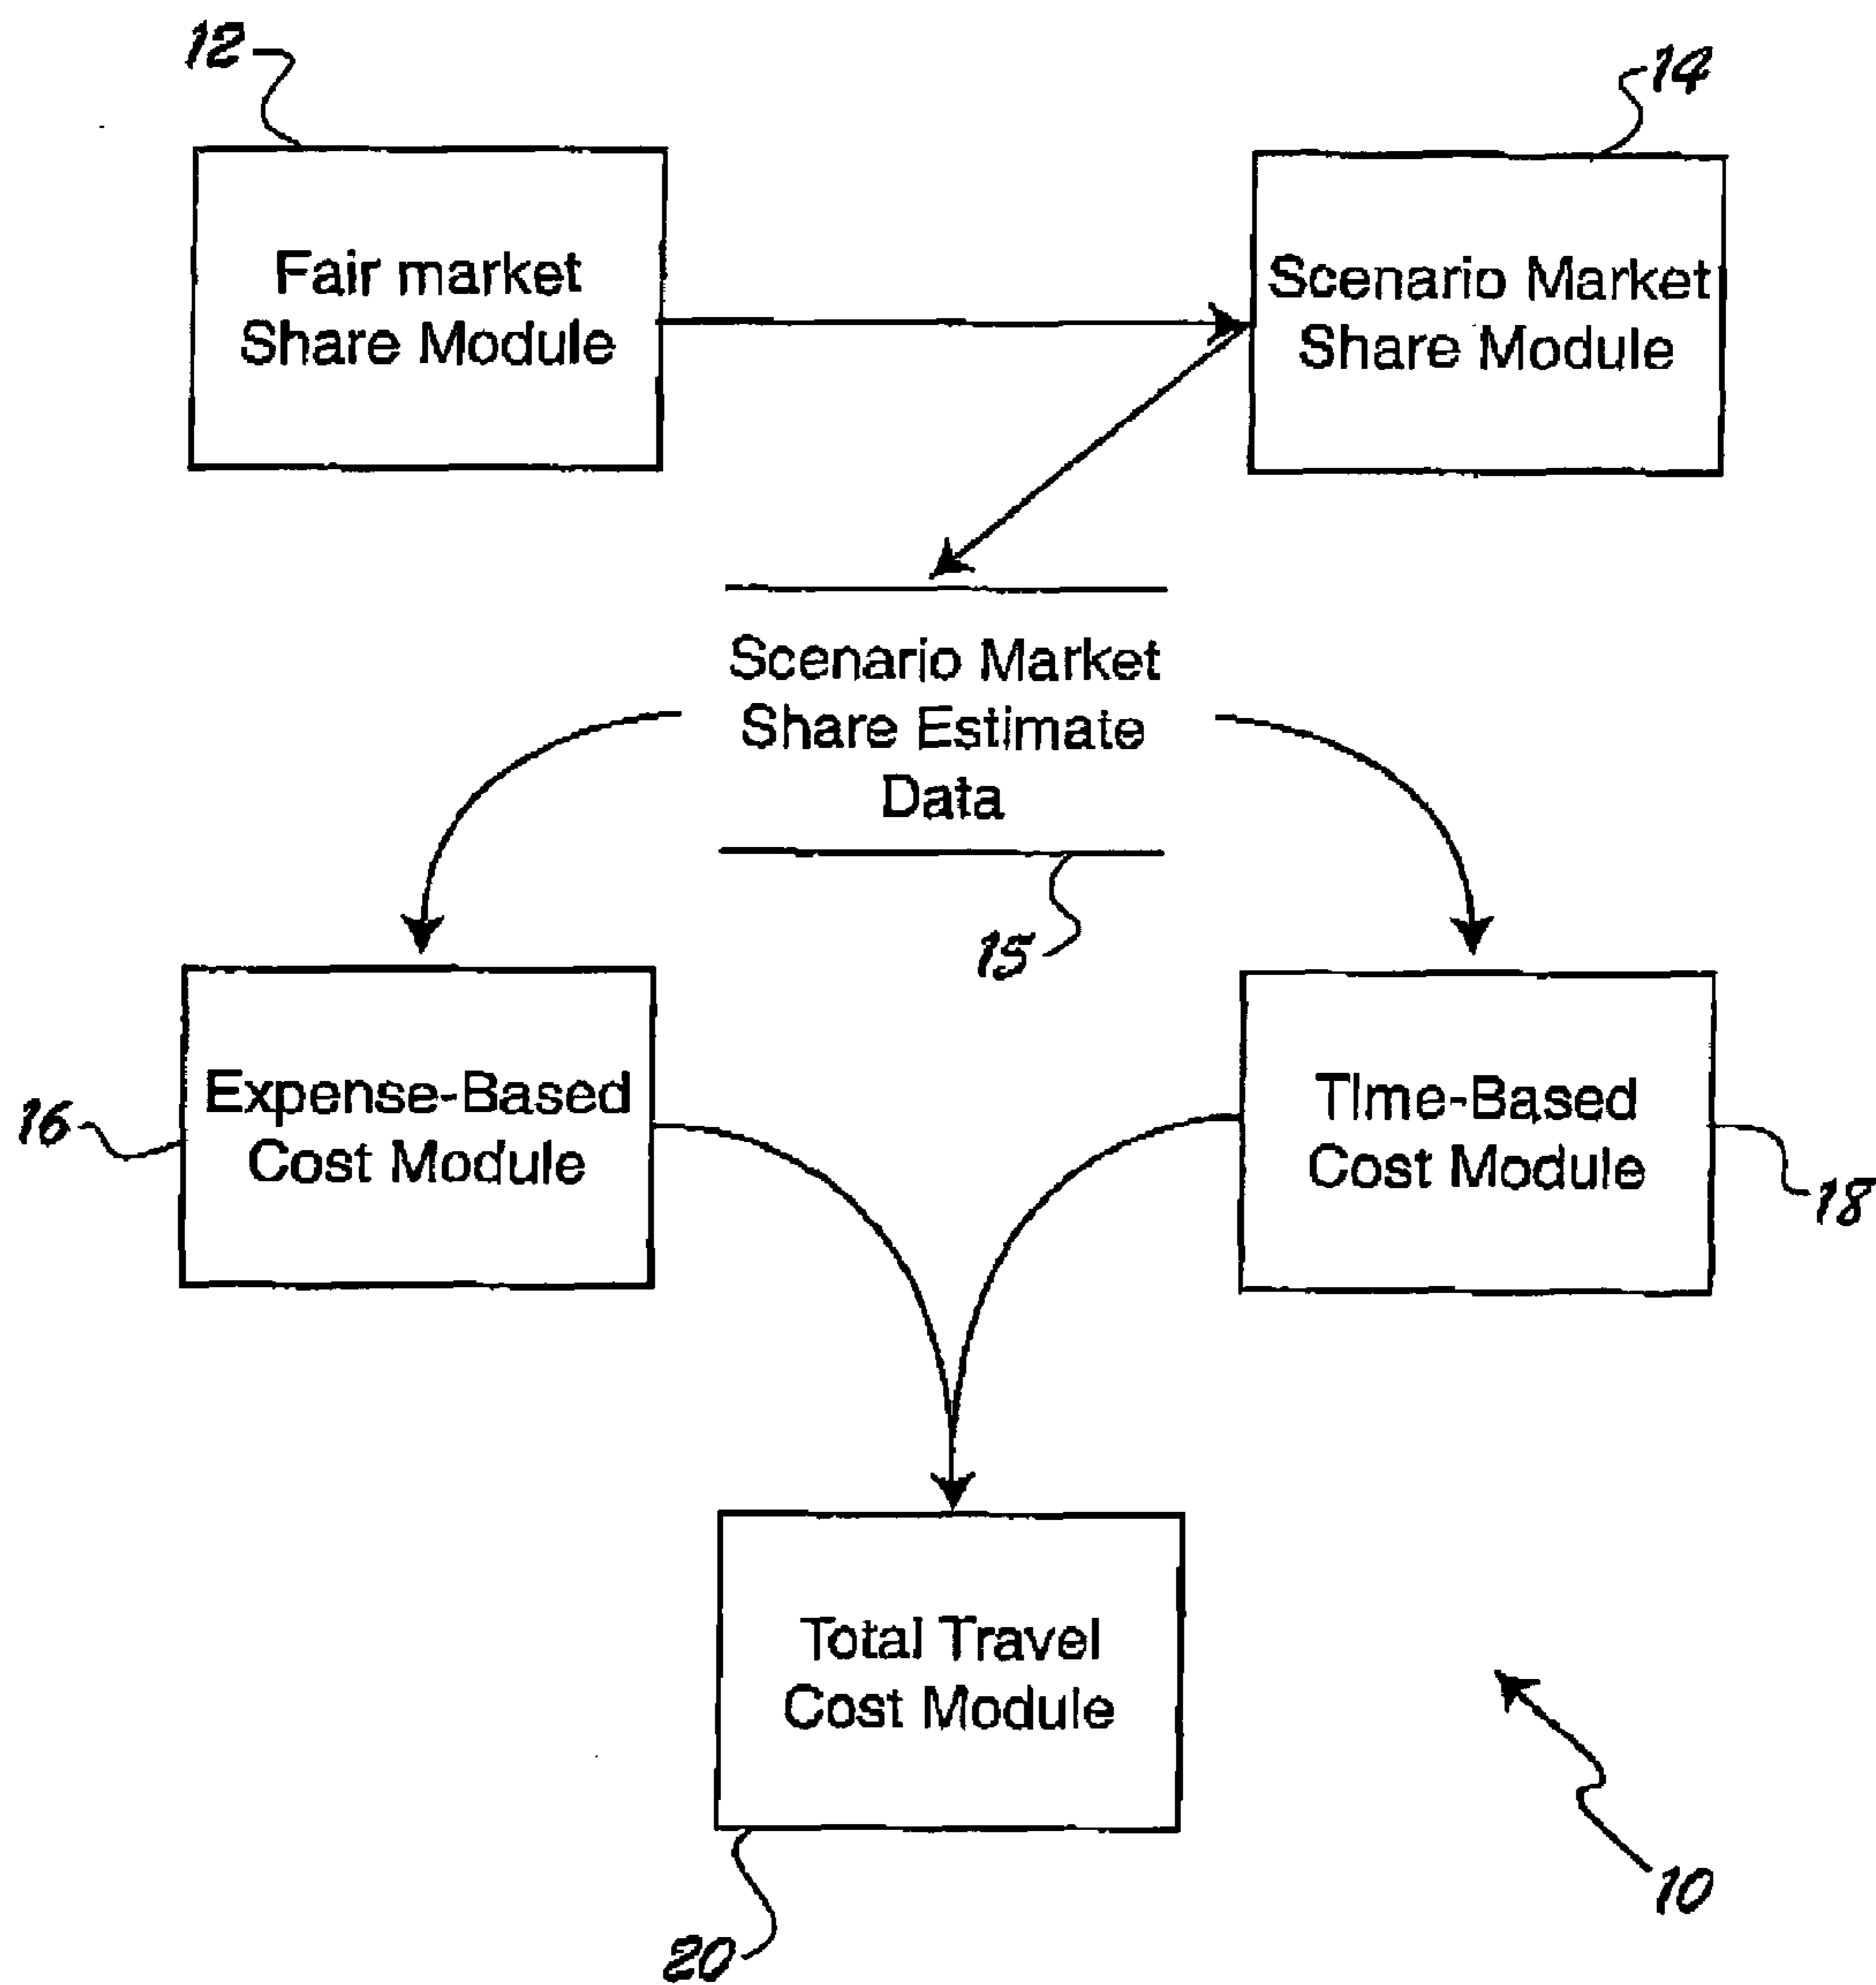 12
14
Fair market
Share Module
Scenario Market
Share Module
Scenario Market
Share Estimate
Data
15
Expense-Based
Cost Module
16
Time-Based
Cost Module
18
Total Travel
Cost Module
10
20